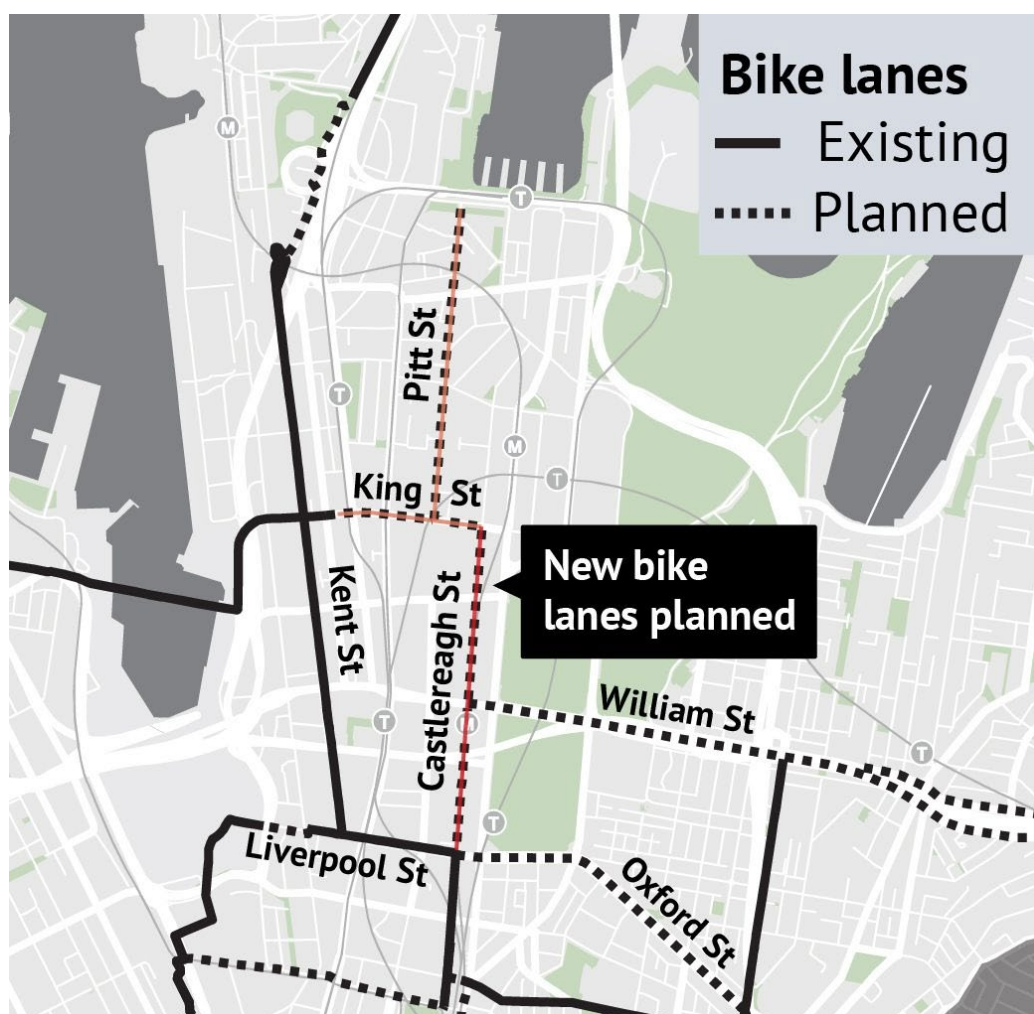 Bike lanes
Existing
Planned
M
T
Pitt St
T
M
King St
T
New bike
lanes planned
Kent St
Castlereagh St
William St
T
M
T
T
Liverpool St
Oxford St